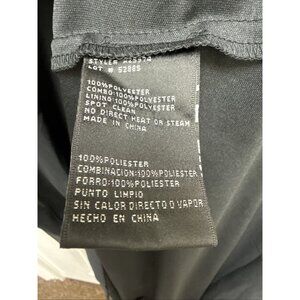 LOT # 52885
100%POLYESTER
COMBO:100%POLYESTER
LINING:100%POLYESTER
SPOT CLEAN
NO DIRECT HEAT OR STEAM
MADE IN CHINA
100%POLIESTER
COMBINACION:100%POLIESTER
FORRO:100%POLIESTER
PUNTO LIMPIO
SIN CALOR DIRECTO O VAPOR
HECHO EN CHINA